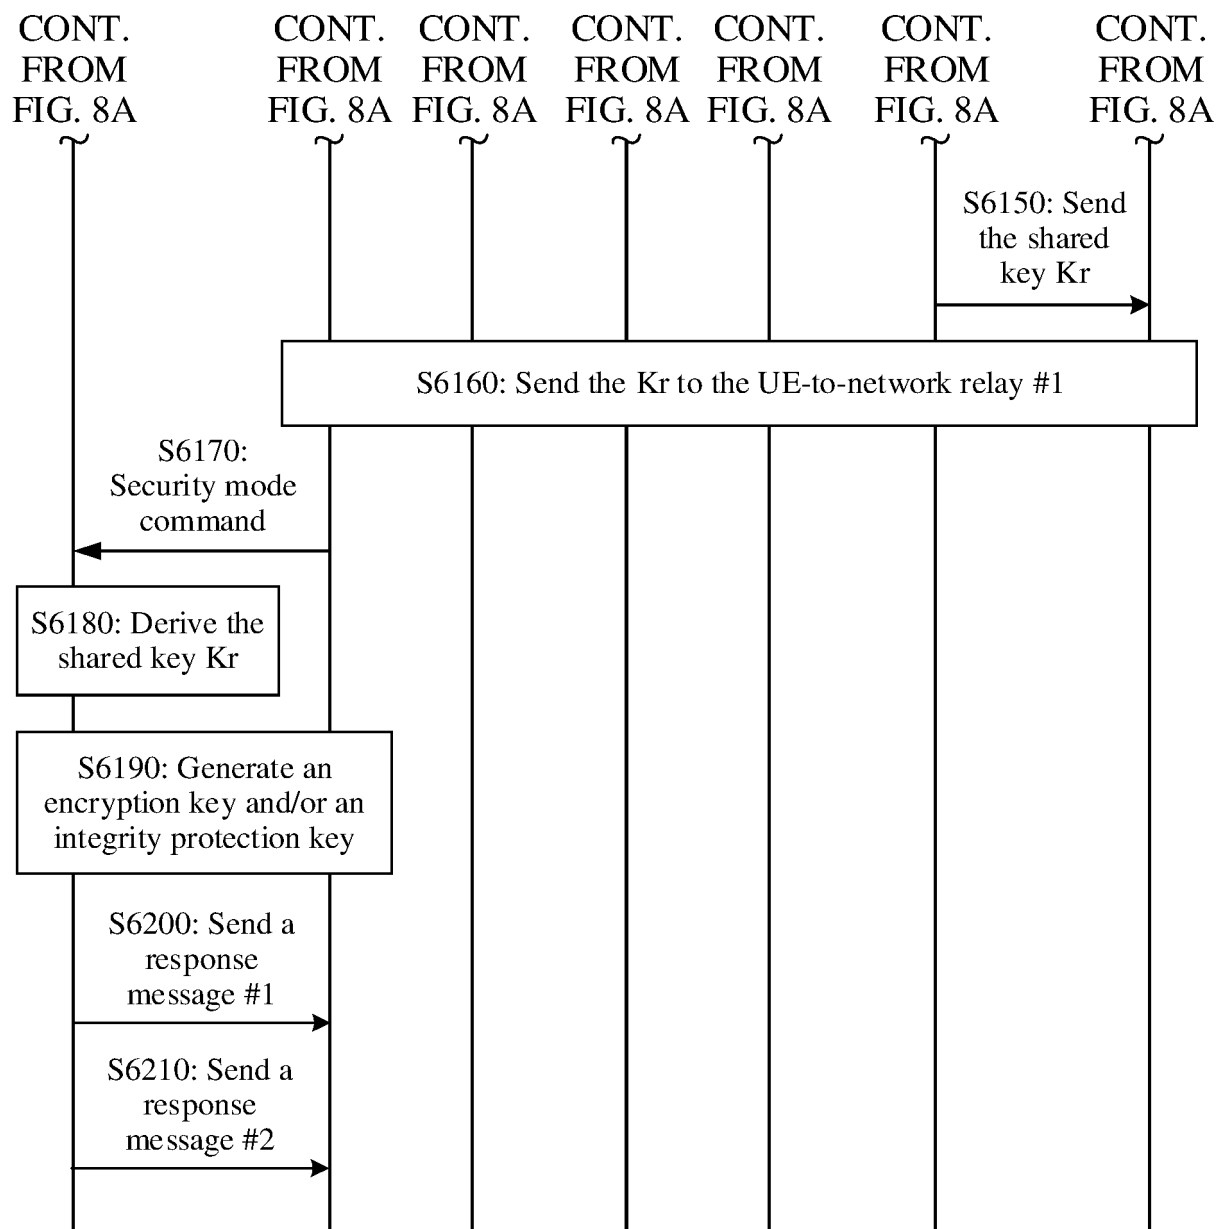 CONT. CONT. CONT. CONT. CONT. CONT. CONT.
FROM FROM FROM FROM FROM FROM FROM
FIG. 8A FIG. 8A FIG. 8A FIG. 8A FIG. 8A FIG. 8A FIG. 8A
S6150: Send
the shared
key Kr
S6160: Send the Kr to the UE-to-network relay #1
S6170:
Security mode
command
S6180: Derive the
shared key Kr
S6190: Generate an
encryption key and/or an
integrity protection key
S6200: Send a
response
message #1
S6210: Send a
response
message #2